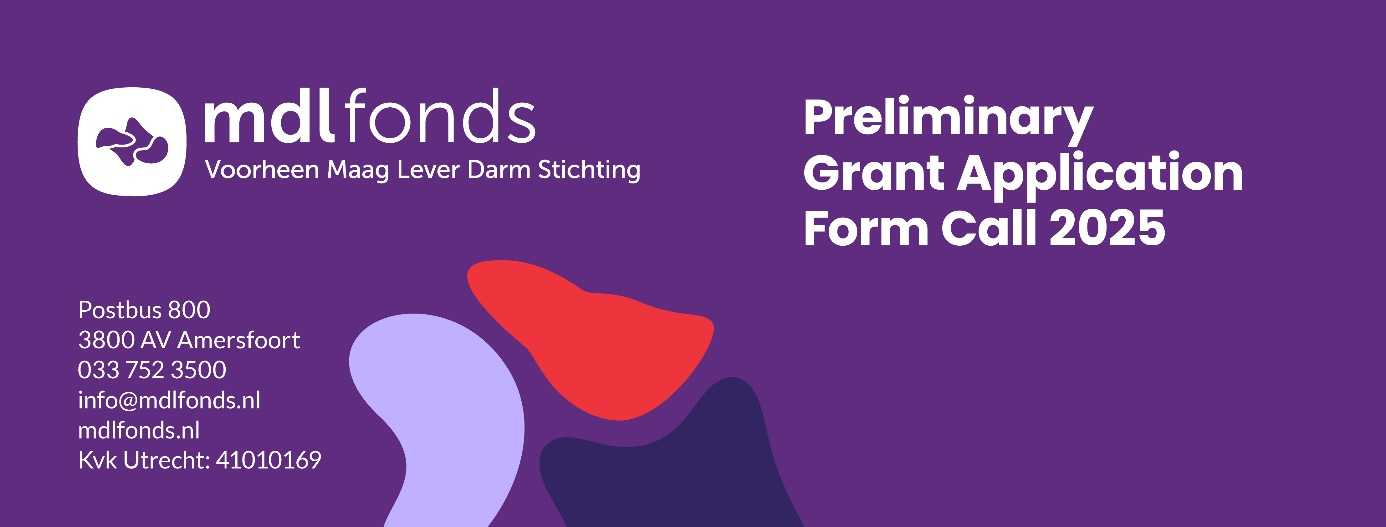 mdlfonds
Voorheen Maag Lever Darm Stichting
Preliminary
Grant Application
Form Call 2025
Postbus 800
3800 AV Amersfoort
033 752 3500
info@mdlfonds.nl
mdlfonds.nl
Kvk Utrecht: 41010169